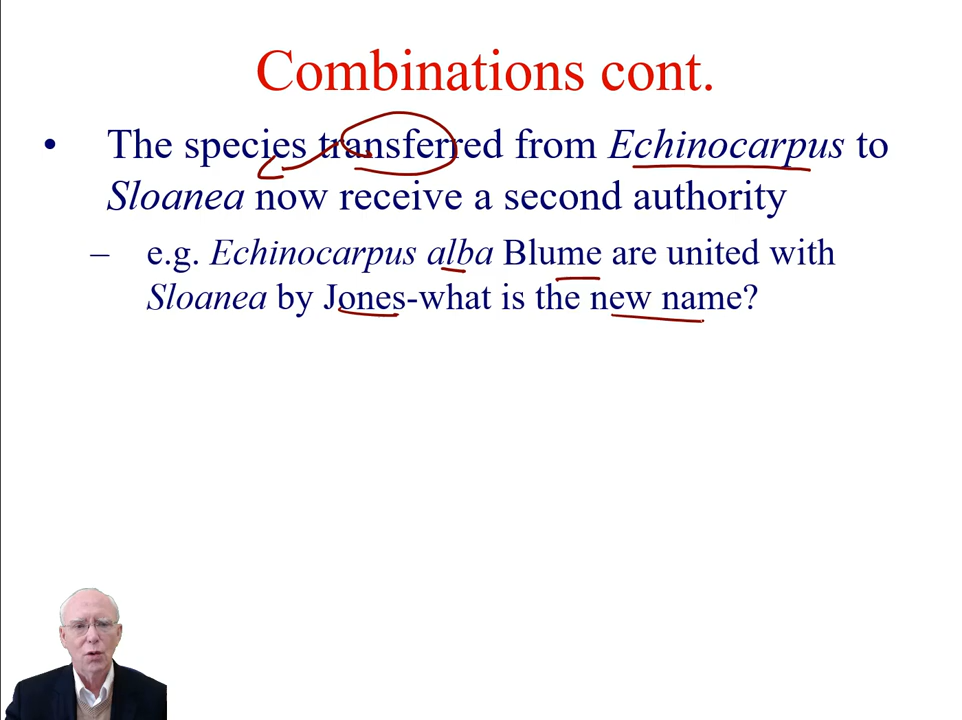 Combinations cont.
• The species transferred from Echinocarpus to
Sloanea now receive a second authority
– e.g. Echinocarpus alba Blume are united with
Sloanea by Jones-what is the new name?